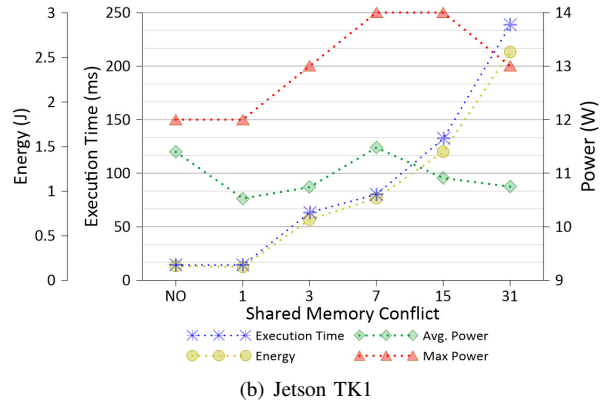 3
2.5
2
1.5
1
0.5
0
Energy (J)
250
200
150
100
50
0
Execution Time (ms)
14
13
12
11
10
9
Power (W)
NO 1 3 7 15 31
Shared Memory Conflict
Execution Time Avg. Power
Energy Max Power
(b) Jetson TK1